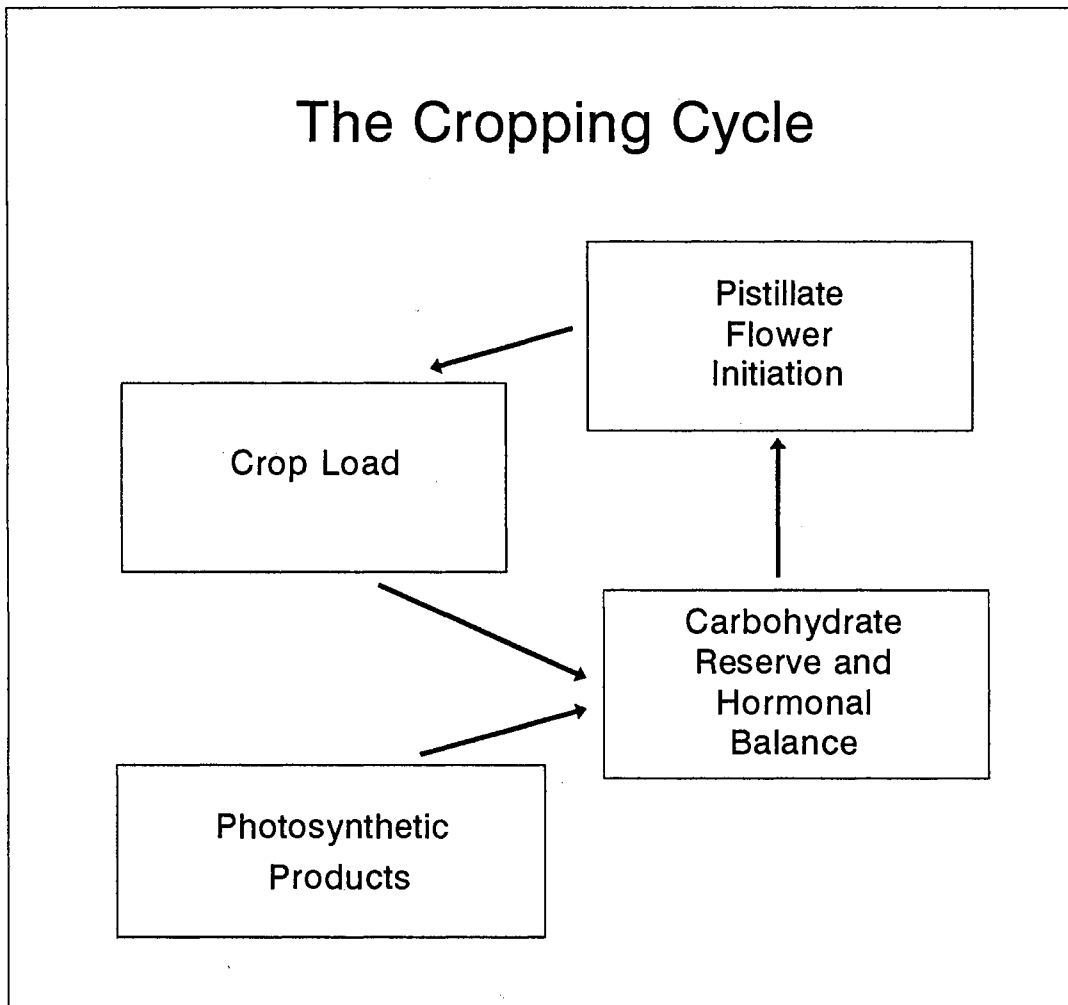 The Cropping Cycle
Pistillate
Flower
Initiation
Crop Load
Carbohydrate
Reserve and
Hormonal
Balance
Photosynthetic
Products